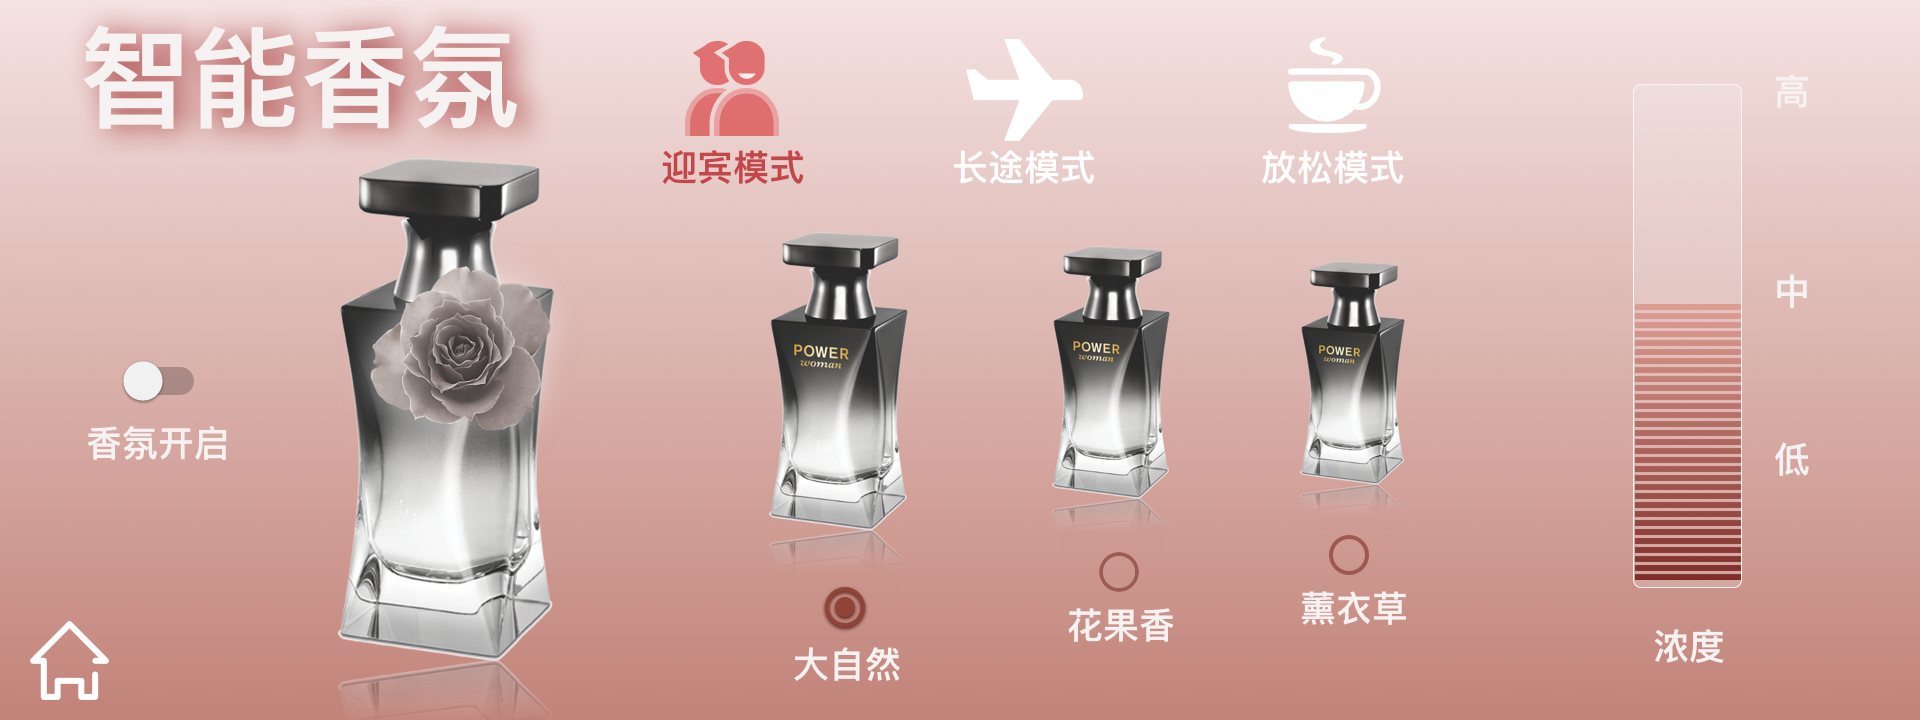 智能香氛
迎宾模式
长途模式
放松模式
高
中
低
浓度
香氛开启
POWER
woman
大自然
POWER
woman
花果香
POWER
woman
薰衣草